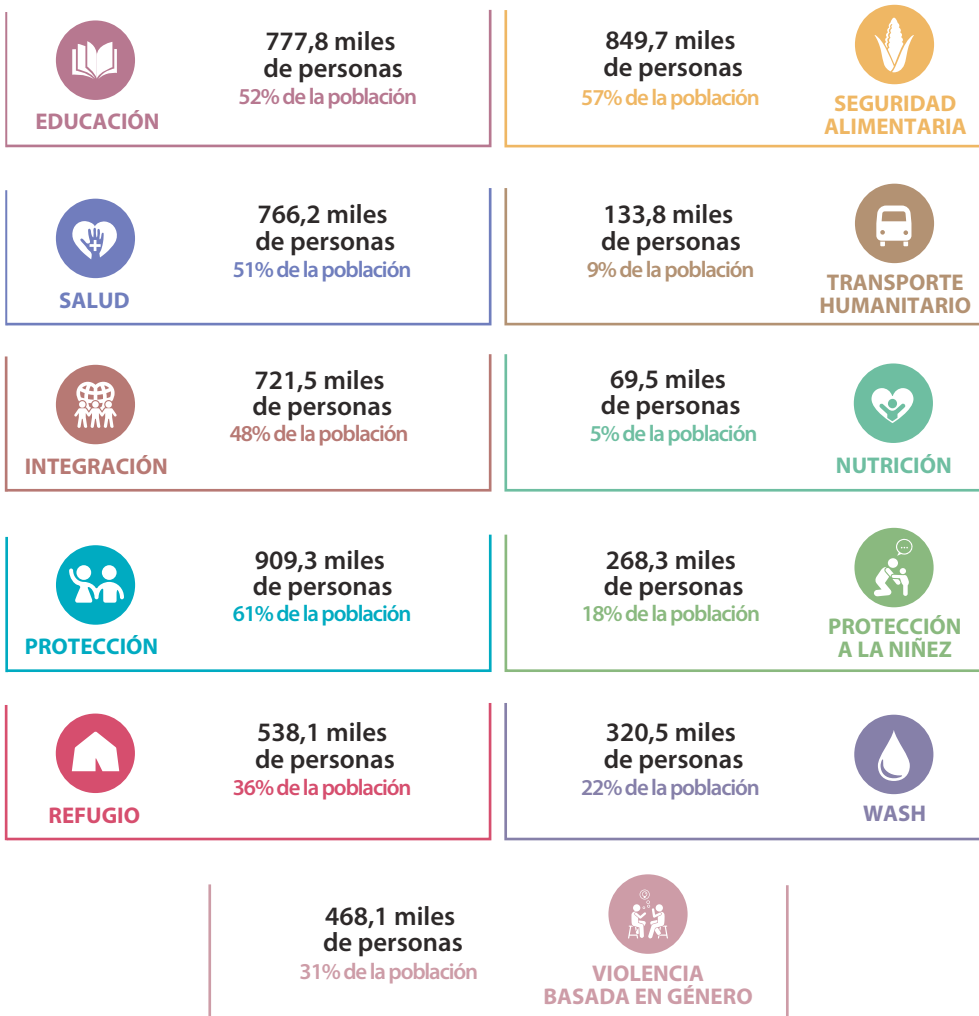 777,8 miles
de personas
52% de la población
EDUCACIÓN
849,7 miles
de personas
57% de la población
SEGURIDAD
ALIMENTARIA
766,2 miles
de personas
51% de la población
SALUD
133,8 miles
de personas
9% de la población
TRANSPORTE
HUMANITARIO
721,5 miles
de personas
48% de la población
INTEGRACIÓN
69,5 miles
de personas
5% de la población
NUTRICIÓN
909,3 miles
de personas
61% de la población
PROTECCIÓN
268,3 miles
de personas
18% de la población
PROTECCIÓN
A LA NIÑEZ
538,1 miles
de personas
36% de la población
REFUGIO
320,5 miles
de personas
22% de la población
WASH
468,1 miles
de personas
31% de la población
VIOLENCIA
BASADA EN GÉNERO